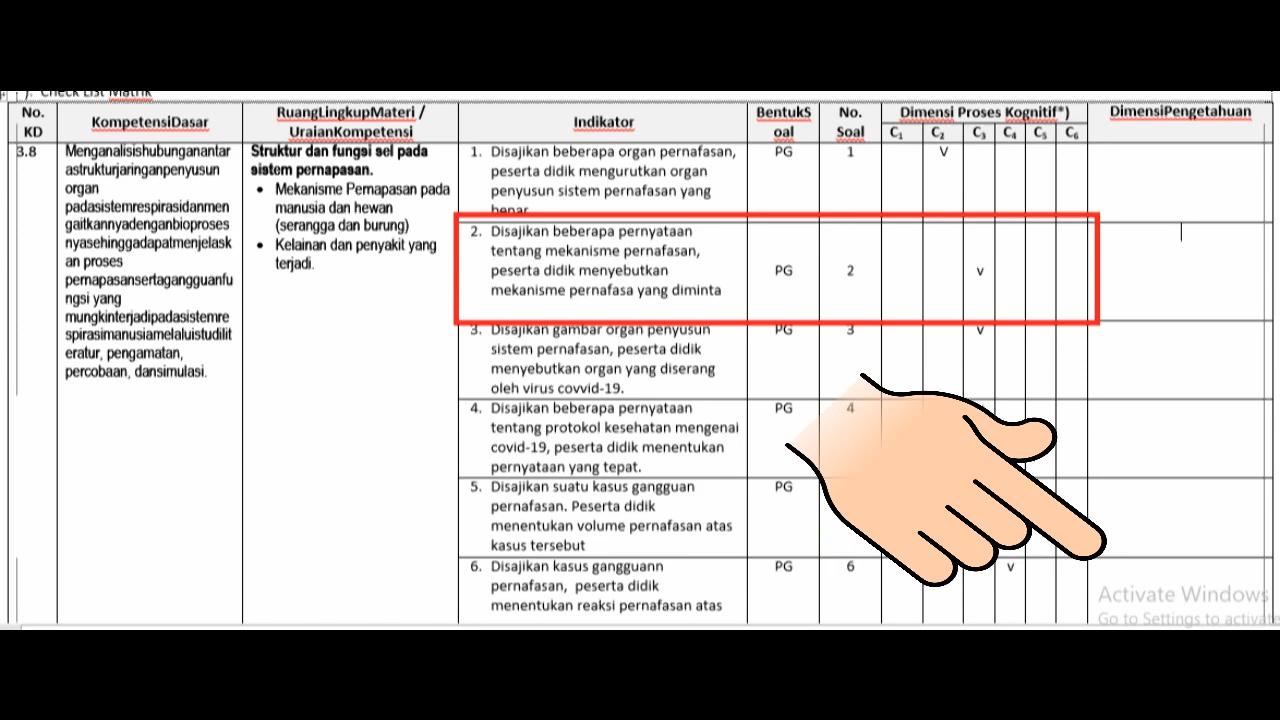 ). Check List Matrik
No. KD
KompetensiDasar
RuangLingkupMateri /
UraianKompetensi
Indikator
BentukS
oal
No.
Soal
Dimensi Proses Kognitif*)
C1 C2 C3 C4 C5 C6
DimensiPengetahuan
3.8
Menganalisishubunganantar
astrukturjaringanpenyusun
organ
padasistemrespirasidanmen
gaitkannyadenganbioproses
nyasehinggadapatmenjelask
an proses
pernapasansertagangguanfu
ngsi yang
mungkinterjadipadasistemre
spirasimanusiamelaluistudilit
eratur, pengamatan,
percobaan, dansimulasi.
Struktur dan fungsi sel pada
sistem pernapasan.
• Mekanisme Pernapasan pada
manusia dan hewan
(serangga dan burung)
• Kelainan dan penyakit yang
terjadi.
1. Disajikan beberapa organ pernafasan,
peserta didik mengurutkan organ
penyusun sistem pernafasan yang
benar
PG
1
V
2. Disajikan beberapa pernyataan
tentang mekanisme pernafasan,
peserta didik menyebutkan
mekanisme pernafasa yang diminta
PG
2
v
3. Disajikan gambar organ penyusun
sistem pernafasan, peserta didik
menyebutkan organ yang diserang
oleh virus covvid-19.
PG
3
v
4. Disajikan beberapa pernyataan
tentang protokol kesehatan mengenai
covid-19, peserta didik menentukan
pernyataan yang tepat.
PG
4
5. Disajikan suatu kasus gangguan
pernafasan. Peserta didik
menentukan volume pernafasan atas
kasus tersebut
PG
6. Disajikan kasus gangguann
pernafasan, peserta didik
menentukan reaksi pernafasan atas
PG
6
v
Activate Windows
Go to Settings to activate